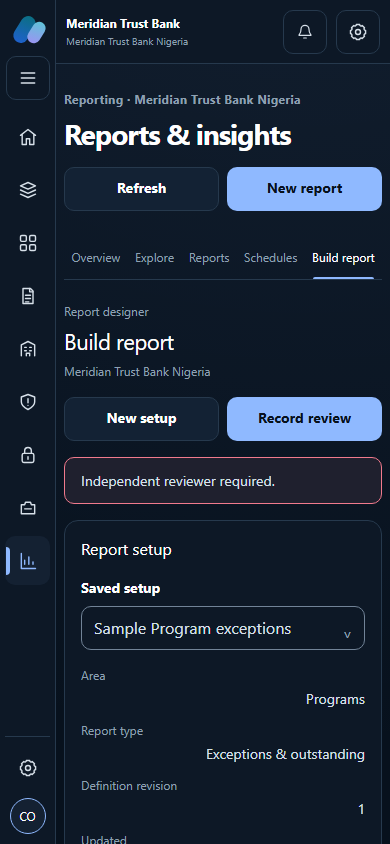 Meridian Trust Bank
Meridian Trust Bank Nigeria
Reporting · Meridian Trust Bank Nigeria
Reports & insights
Refresh
New report
Overview
Explore
Reports
Schedules
Build report
Report designer
Build report
Meridian Trust Bank Nigeria
New setup
Record review
Independent reviewer required.
Report setup
Saved setup
Sample Program exceptions
Area
Programs
Report type
Exceptions & outstanding
Definition revision
1
Updated
CO